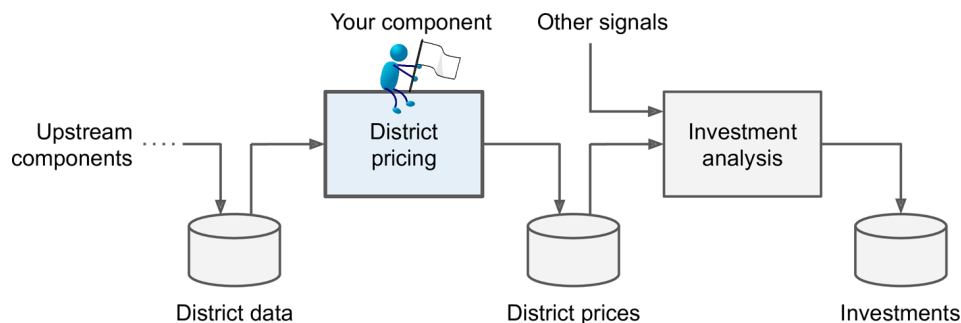 Your component
Other signals
Upstream
components
District
pricing
Investment
analysis
District data
District prices
Investments